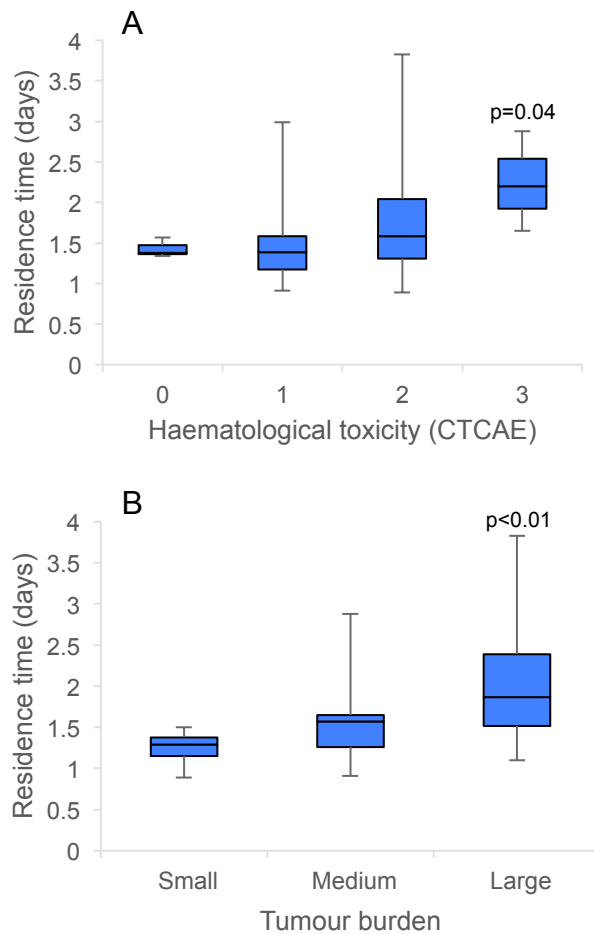 A
4
3.5
3
2.5
2
1.5
1
0.5
0
Residence time (days)
p=0.04
0 1 2 3
Haematological toxicity (CTCAE)
B
4
3.5
3
2.5
2
1.5
1
0.5
0
Residence time (days)
p<0.01
Small Medium Large
Tumour burden